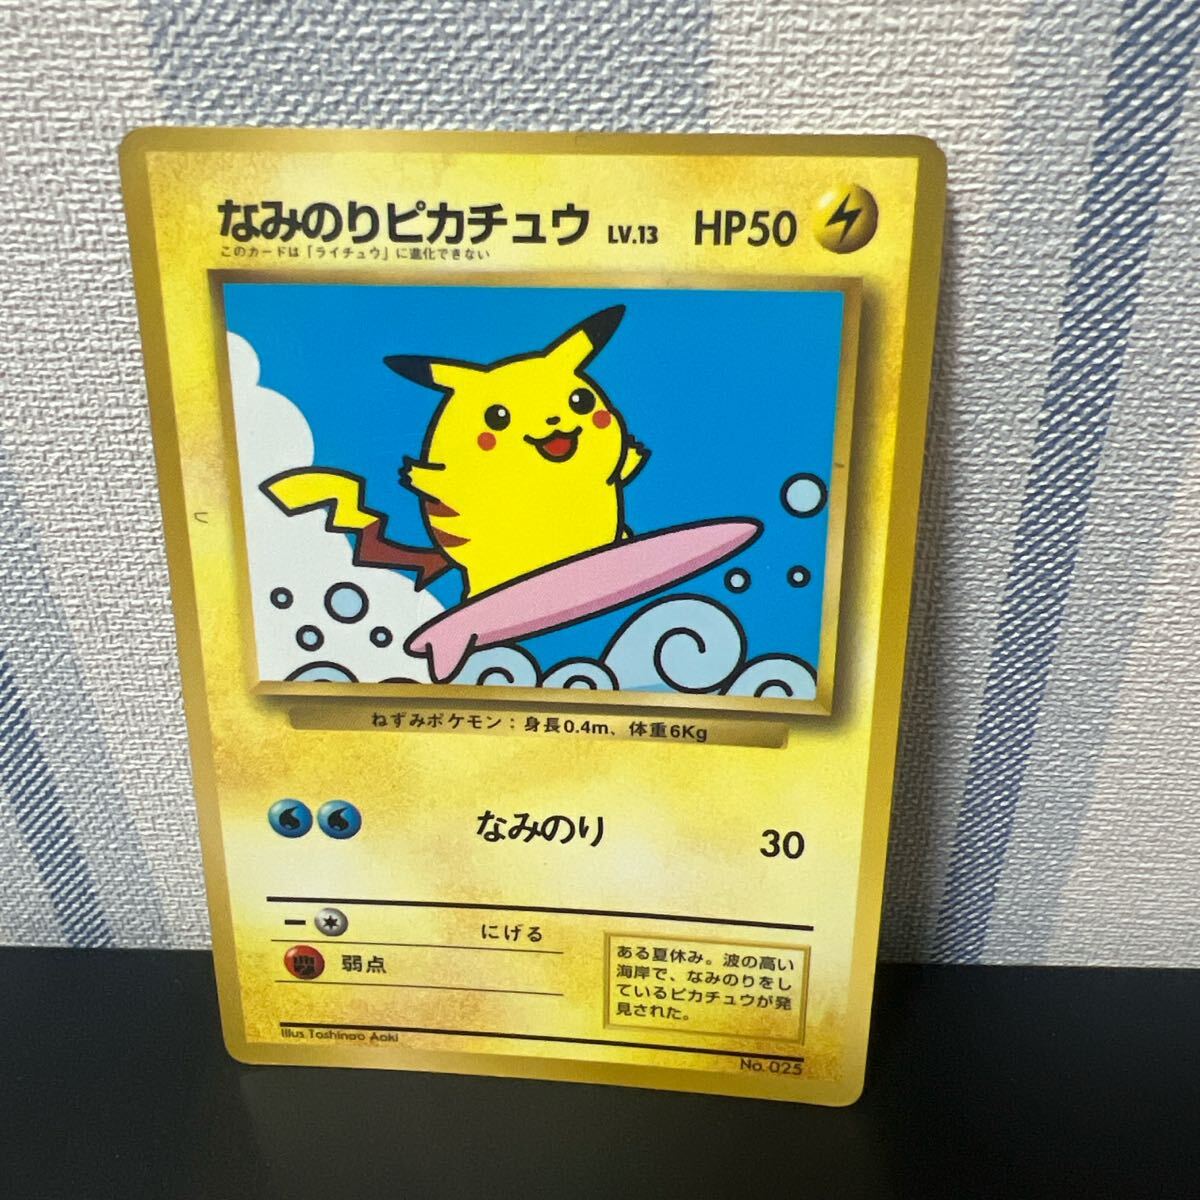 なみのりピカチュウ LV.13 HP50
このカードは「ライチュウ」に進化できない
ねずみポケモン：身長0.4m、体重6Kg
なみのり 30
ー にげる
弱点
ある夏休み。波の高い
海岸で、なみのりをし
ているピカチュウが発
見された。
Illus Toshinao Aoki
No. 025